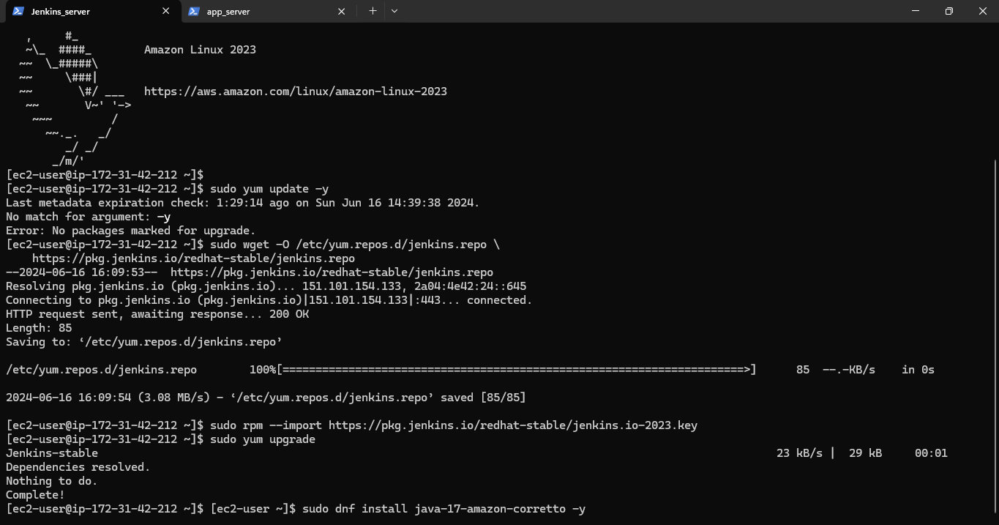 Jenkins_server
app_server
,     #_
~\_  ####_        Amazon Linux 2023
~~  \_#####\
~~     \###|
~~       \#/ ___   https://aws.amazon.com/linux/amazon-linux-2023
~~       V~' '->
~~~         /
~~._.   _/
_/ _/
_/m/'
[ec2-user@ip-172-31-42-212 ~]$
[ec2-user@ip-172-31-42-212 ~]$ sudo yum update –y
Last metadata expiration check: 1:29:14 ago on Sun Jun 16 14:39:38 2024.
No match for argument: –y
Error: No packages marked for upgrade.
[ec2-user@ip-172-31-42-212 ~]$ sudo wget -O /etc/yum.repos.d/jenkins.repo \
    https://pkg.jenkins.io/redhat-stable/jenkins.repo
--2024-06-16 16:09:53--  https://pkg.jenkins.io/redhat-stable/jenkins.repo
Resolving pkg.jenkins.io (pkg.jenkins.io)... 151.101.154.133, 2a04:4e42:24::645
Connecting to pkg.jenkins.io (pkg.jenkins.io)|151.101.154.133|:443... connected.
HTTP request sent, awaiting response... 200 OK
Length: 85
Saving to: ‘/etc/yum.repos.d/jenkins.repo’
/etc/yum.repos.d/jenkins.repo        100%[======================================================================>]      85  --.-KB/s    in 0s
2024-06-16 16:09:54 (3.08 MB/s) - ‘/etc/yum.repos.d/jenkins.repo’ saved [85/85]
[ec2-user@ip-172-31-42-212 ~]$ sudo rpm --import https://pkg.jenkins.io/redhat-stable/jenkins.io-2023.key
[ec2-user@ip-172-31-42-212 ~]$ sudo yum upgrade
Jenkins-stable                                                                                                       23 kB/s |  29 kB     00:01
Dependencies resolved.
Nothing to do.
Complete!
[ec2-user@ip-172-31-42-212 ~]$ [ec2-user ~]$ sudo dnf install java-17-amazon-corretto -y